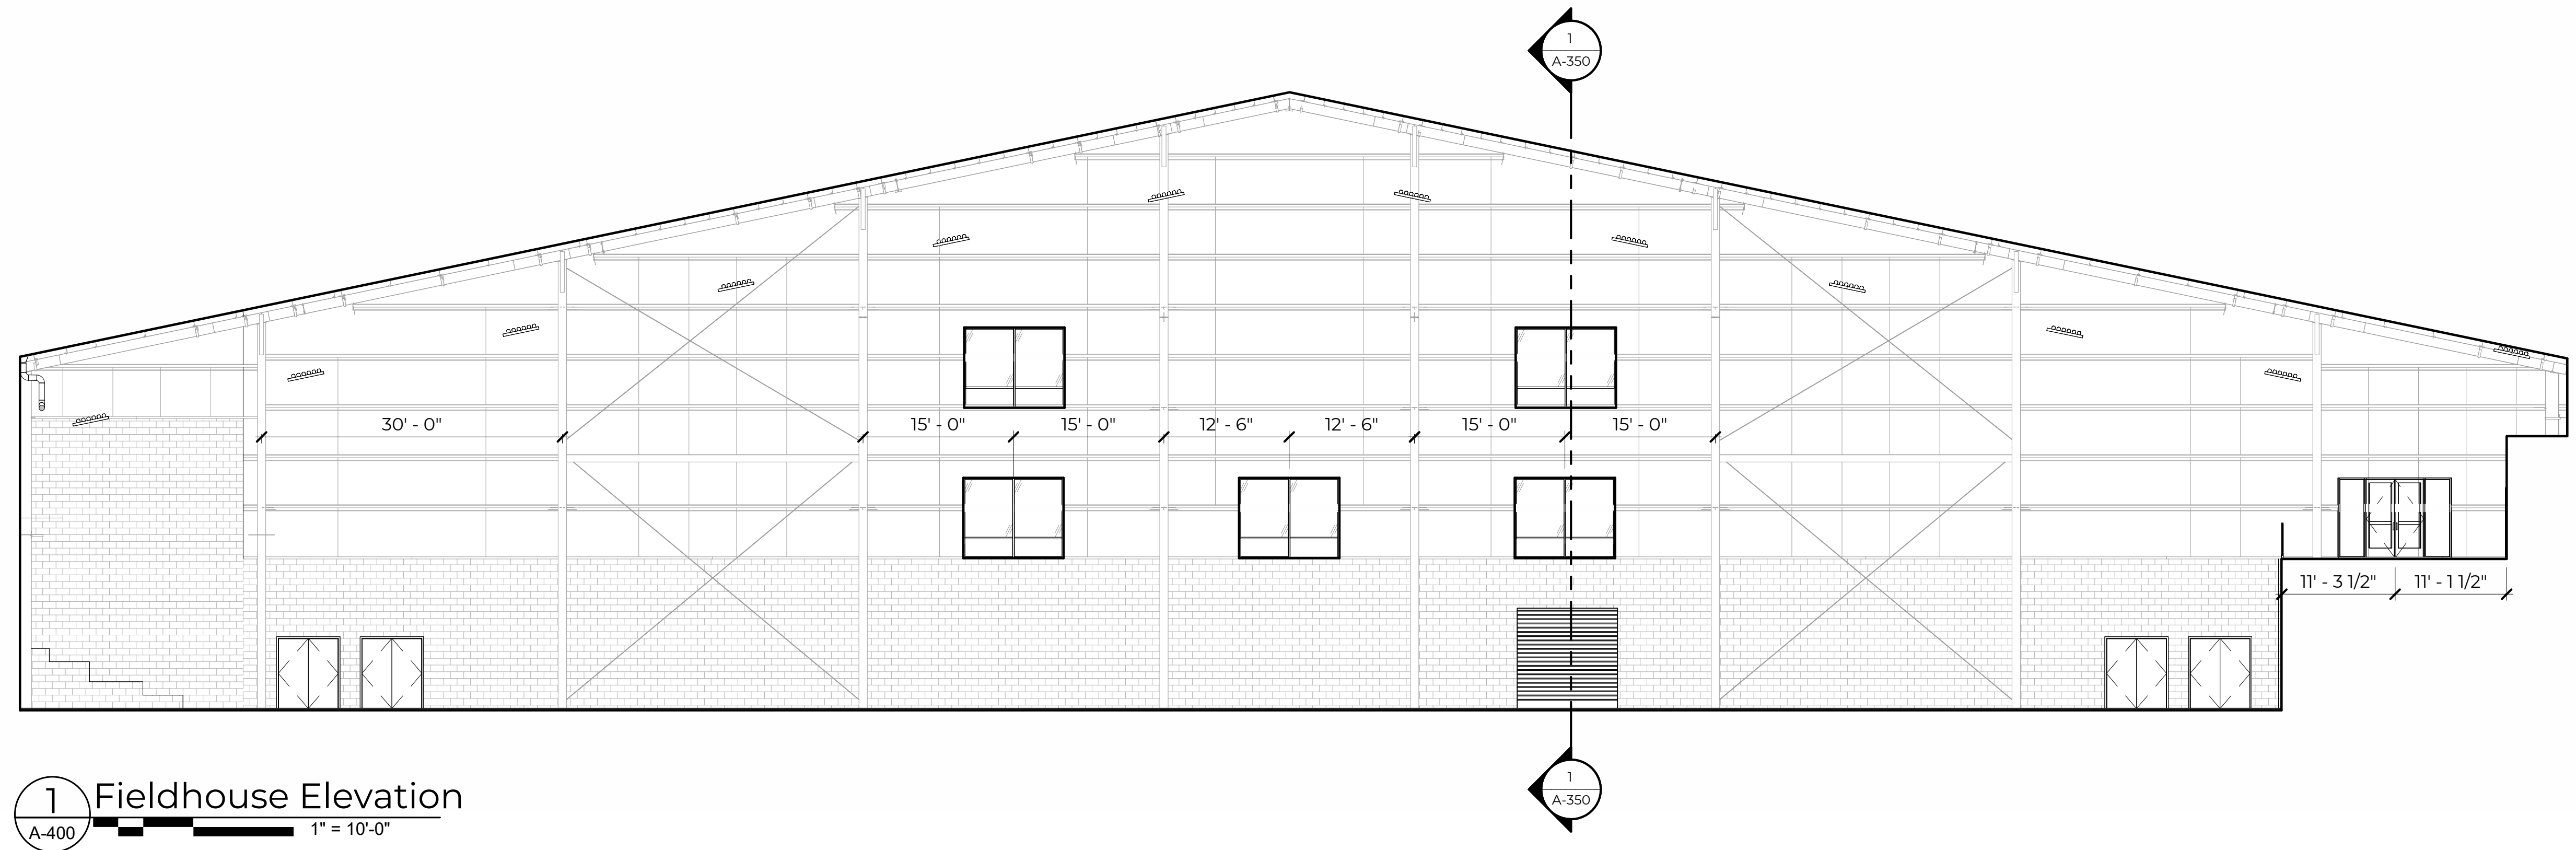 1
A-350
30' - 0"
15' - 0"
15' - 0"
12' - 6"
12' - 6"
15' - 0"
15' - 0"
11' - 3 1/2"
11' - 1 1/2"
1
A-350
1
Fieldhouse Elevation
A-400
1" = 10'-0"